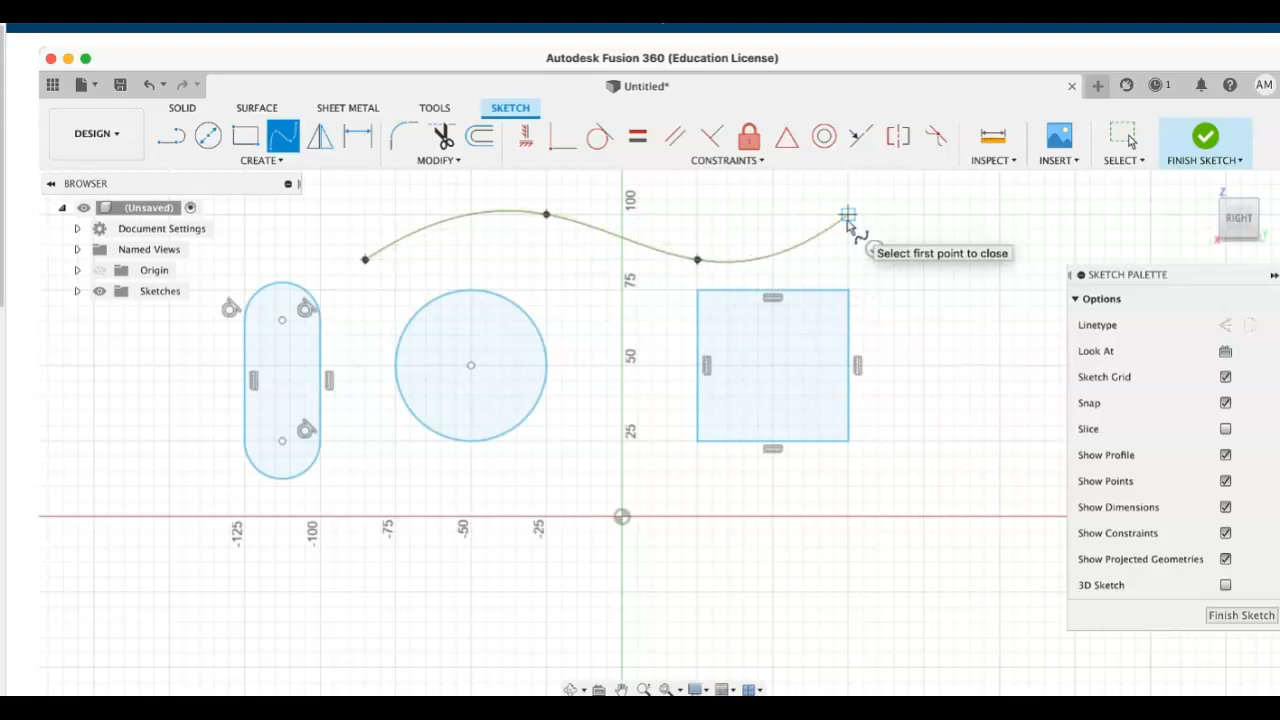 Autodesk Fusion 360 (Education License)
Untitled*
1
AM
SOLID
SURFACE
SHEET METAL
TOOLS
SKETCH
DESIGN
CREATE
MODIFY
CONSTRAINTS
INSPECT
INSERT
SELECT
FINISH SKETCH
BROWSER
(Unsaved)
Document Settings
Named Views
Origin
Sketches
100
75
50
25
-125
-100
-75
-50
-25
Select first point to close
Z
RIGHT
X
Y
SKETCH PALETTE
Options
Linetype
Look At
Sketch Grid
Snap
Slice
Show Profile
Show Points
Show Dimensions
Show Constraints
Show Projected Geometries
3D Sketch
Finish Sketch